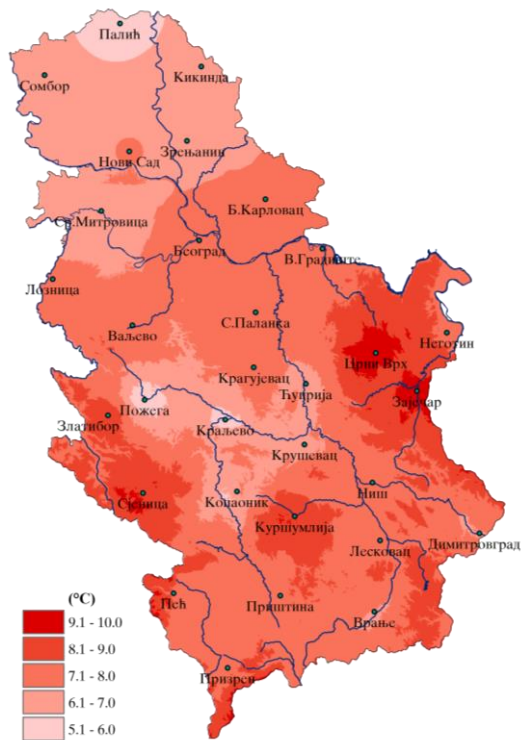 Палић
Кикинда
Сомбор
Зрењанин
Нови Сад
Ср.Митровица
Б.Карловац
Београд
В.Градиште
Лозница
С.Паланка
Ваљево
Неготин
Црни Врх
Крагујевац
Ћуприја
Зајечар
Пожега
Златибор
Краљево
Крушевац
Ниш
Сјеница
Копаоник
Куршумлија
Лесковац
Димитровград
Пећ
Приштина
Врање
Призрен
(°C)
9.1 - 10.0
8.1 - 9.0
7.1 - 8.0
6.1 - 7.0
5.1 - 6.0